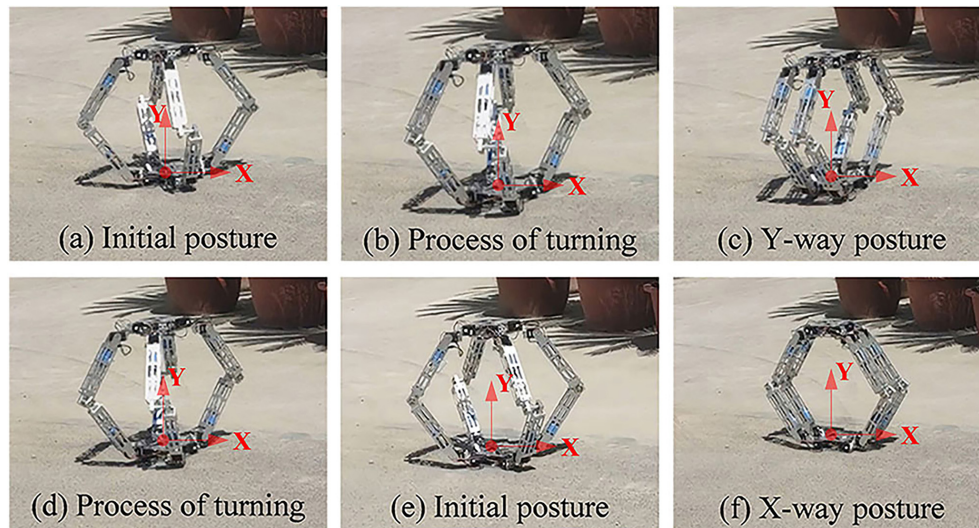 Y
X
(a) Initial posture
Y
X
(b) Process of turning
Y
X
(c) Y-way posture
Y
X
(d) Process of turning
Y
X
(e) Initial posture
Y
X
(f) X-way posture